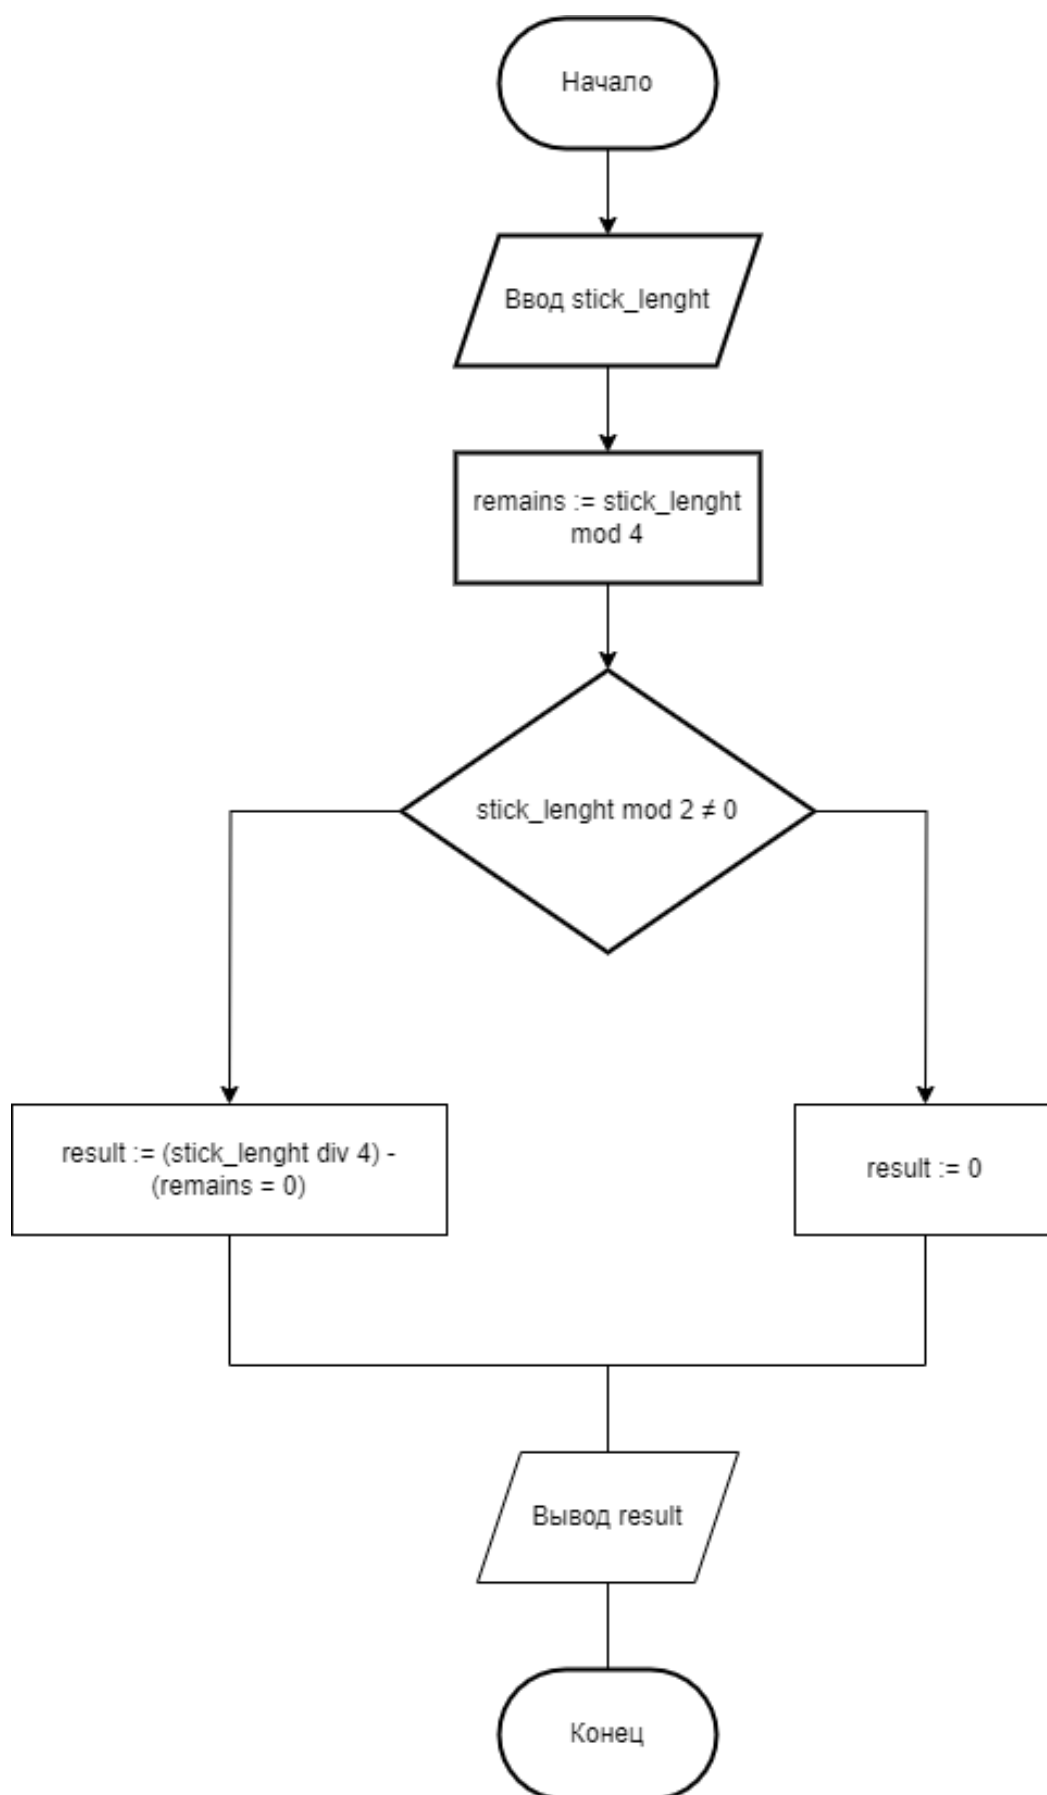 Начало
Ввод stick_lenght
remains := stick_lenght
mod 4
stick_lenght mod 2 ≠ 0
result := (stick_lenght div 4) -
(remains = 0)
result := 0
Вывод result
Конец